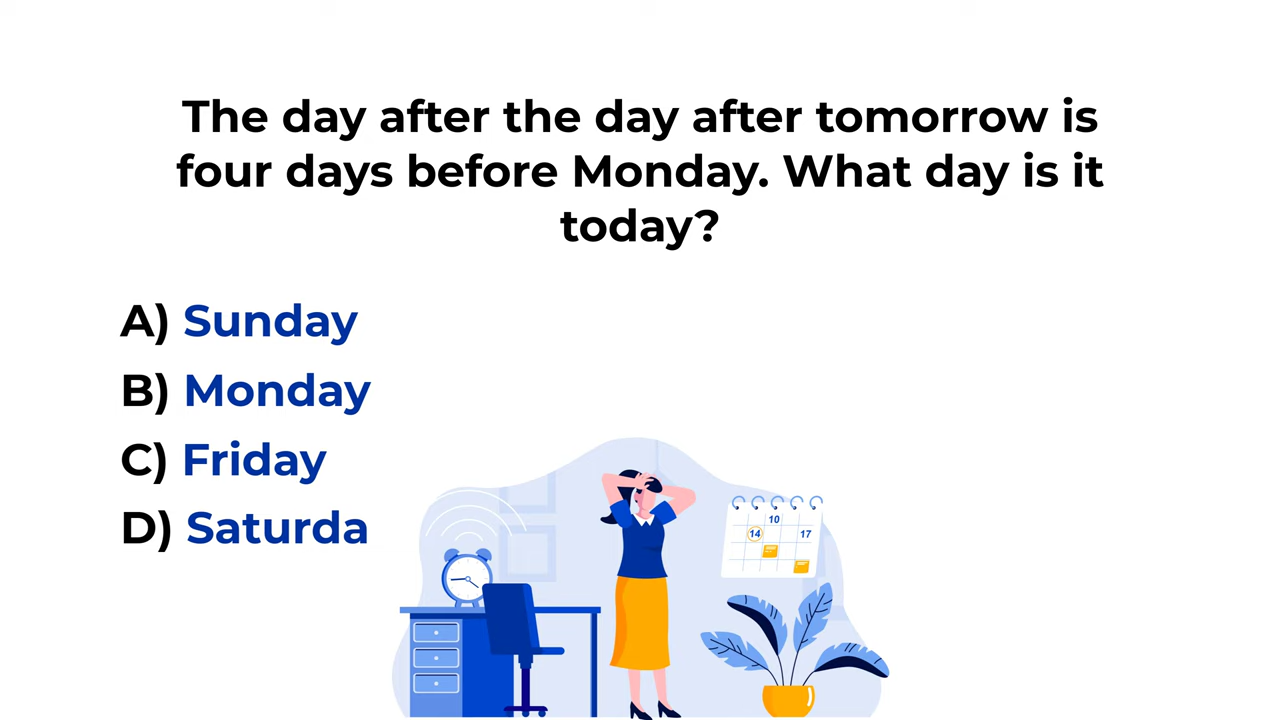 The day after the day after tomorrow is
four days before Monday. What day is it
today?
A) Sunday
B) Monday
C) Friday
D) Saturda
10
14
17